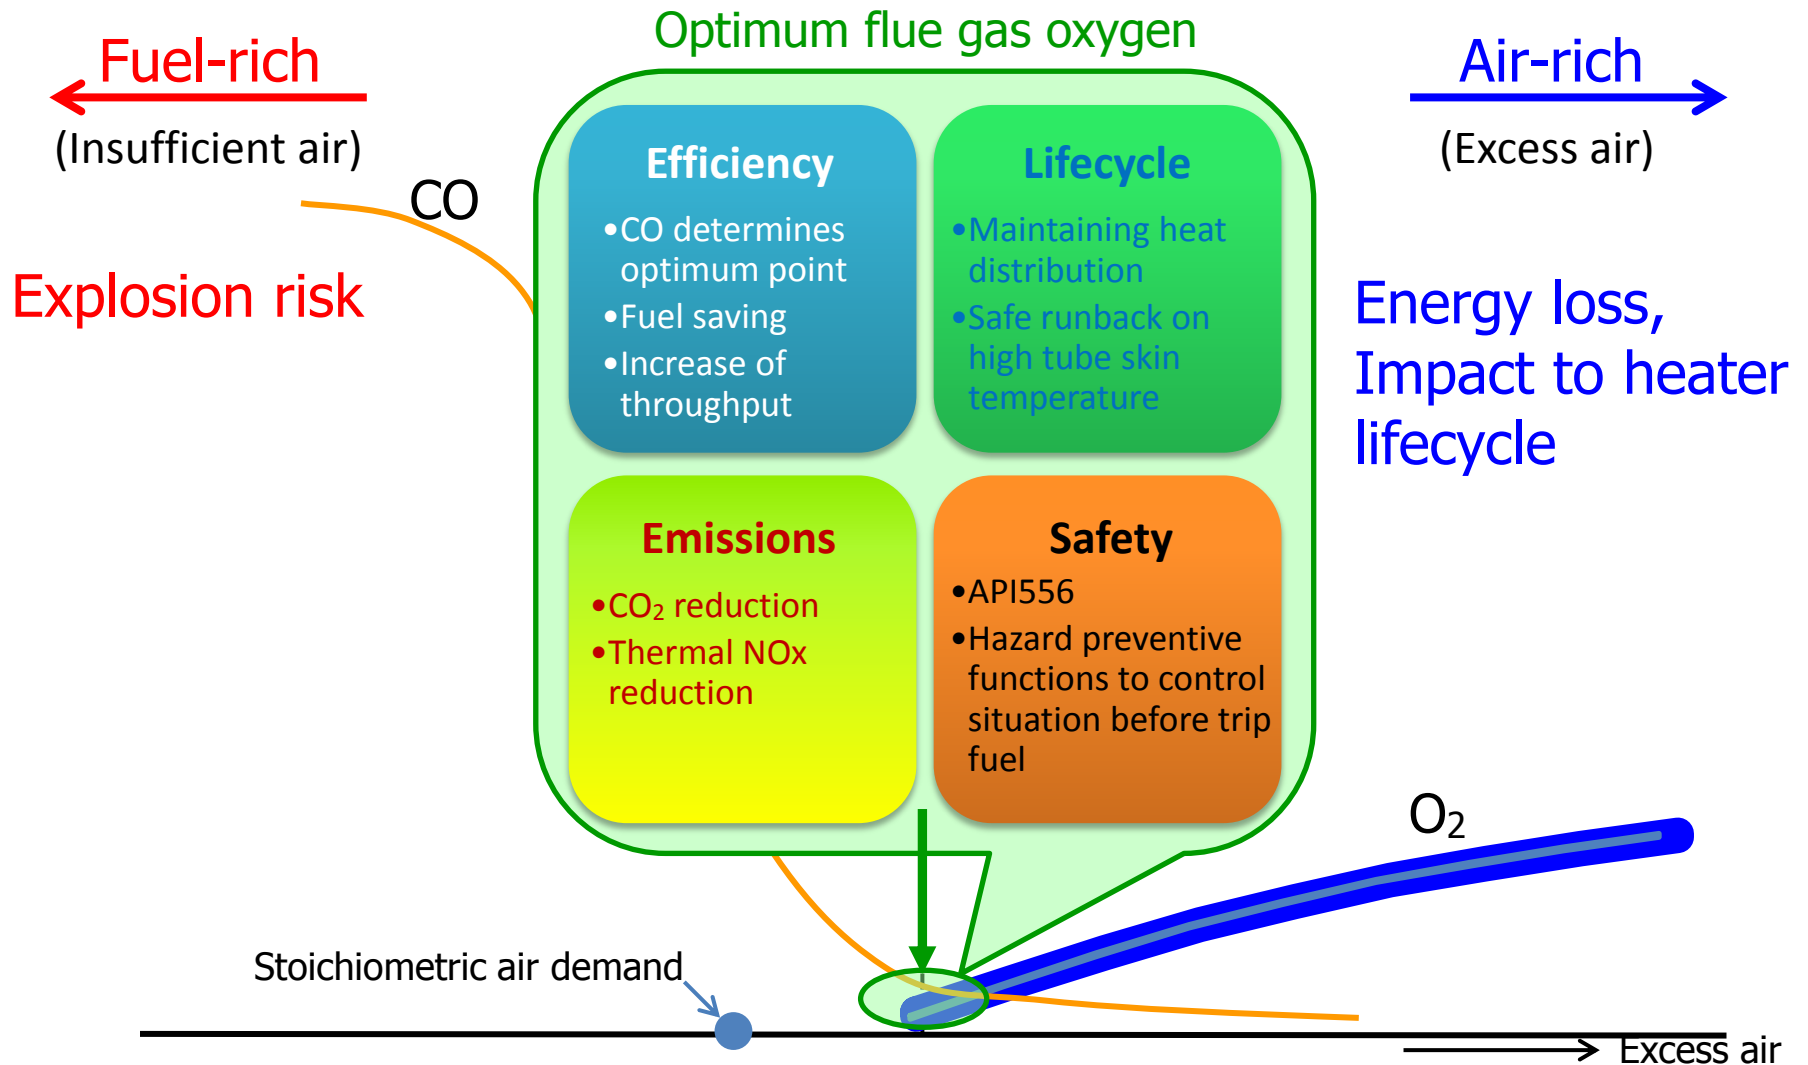 Optimum flue gas oxygen
Fuel-rich
(Insufficient air)
Air-rich
(Excess air)
CO
Explosion risk
Efficiency
•CO determines
optimum point
•Fuel saving
•Increase of
throughput
Lifecycle
•Maintaining heat
distribution
•Safe runback on
high tube skin
temperature
Energy loss,
Impact to heater
lifecycle
Emissions
•CO₂ reduction
•Thermal NOx
reduction
Safety
•API556
•Hazard preventive
functions to control
situation before trip
fuel
O₂
Stoichiometric air demand
Excess air